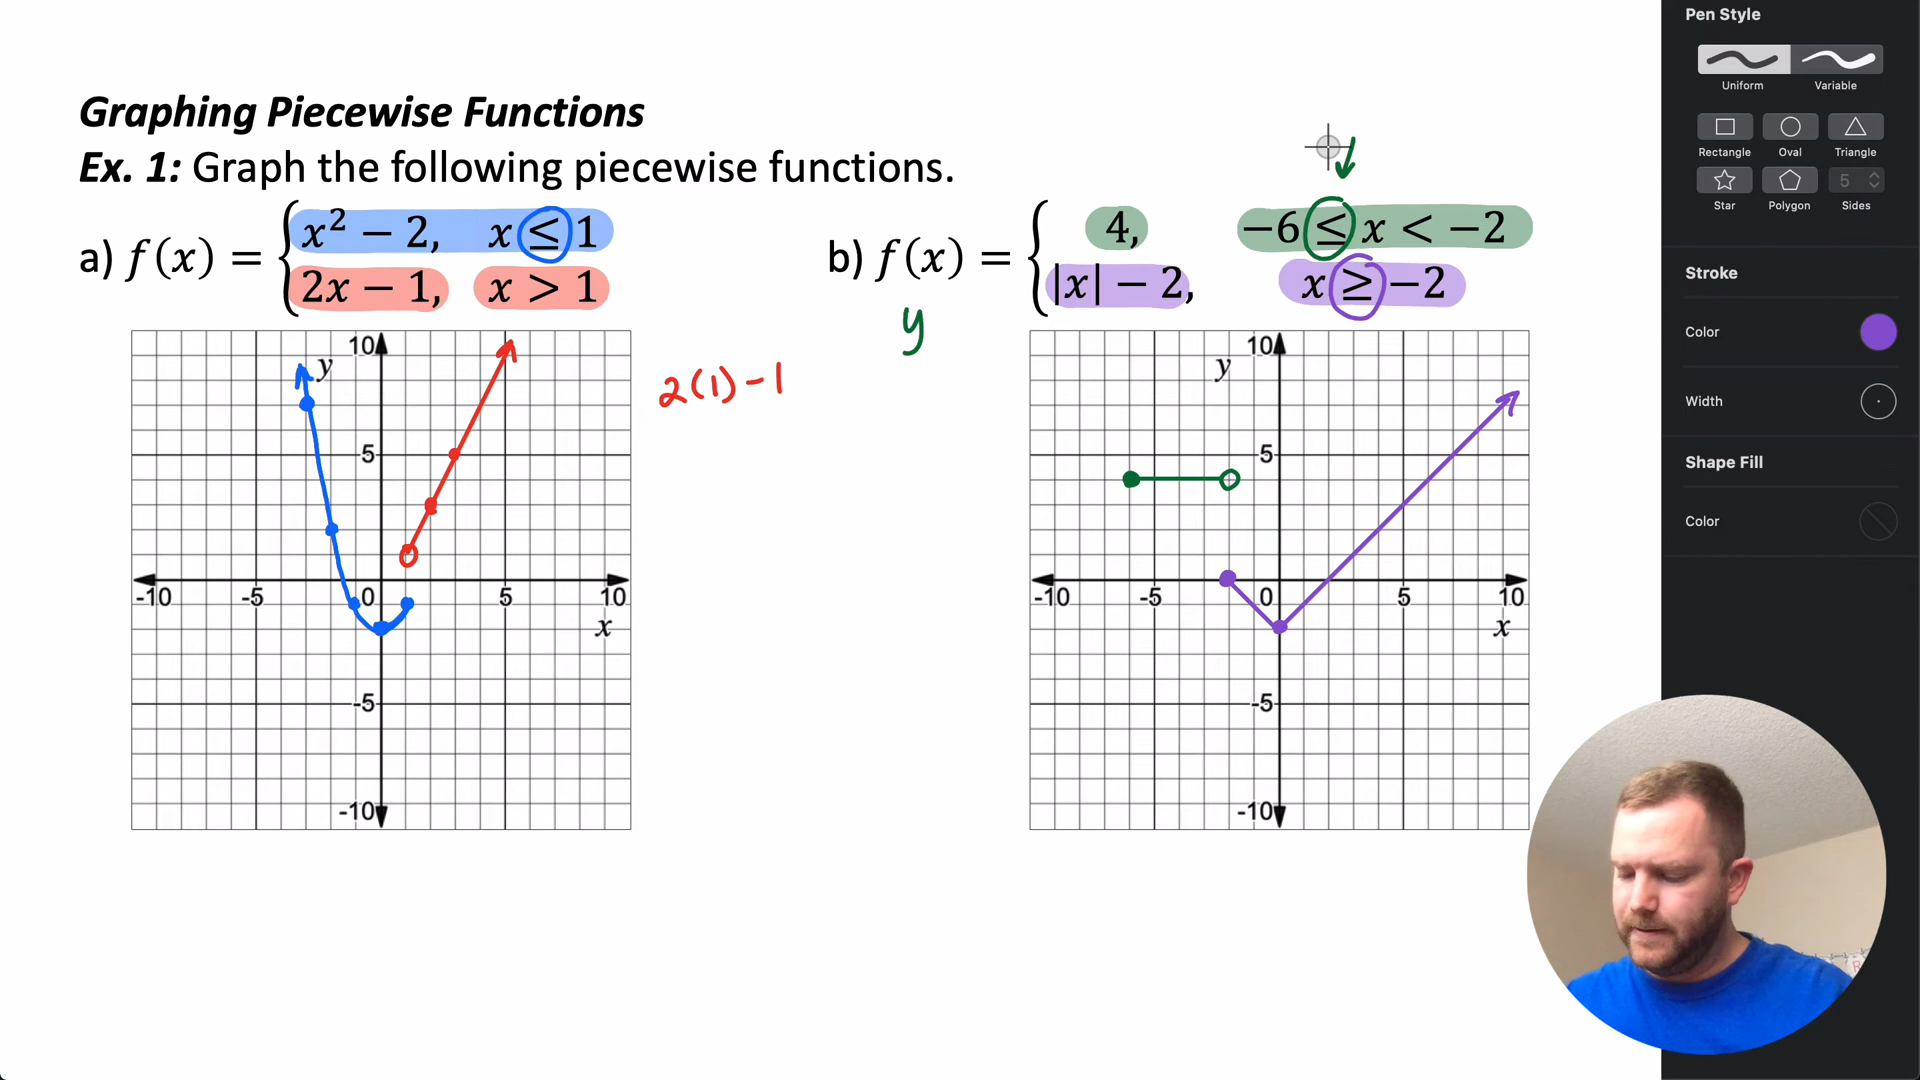 Graphing Piecewise Functions
Ex. 1: Graph the following piecewise functions.
a) f(x) = { x² − 2, x ≤ 1
2x − 1, x > 1
b) f(x) = { 4, −6 ≤ x < −2
|x| − 2, x ≥ −2
y
2(1)-1
10
y
5
-10 -5 0 5 10
x
-5
-10
10
y
5
-10 -5 0 5 10
x
-5
-10
Pen Style
Uniform Variable
Rectangle Oval Triangle
5
Star Polygon Sides
Stroke
Color
Width
Shape Fill
Color